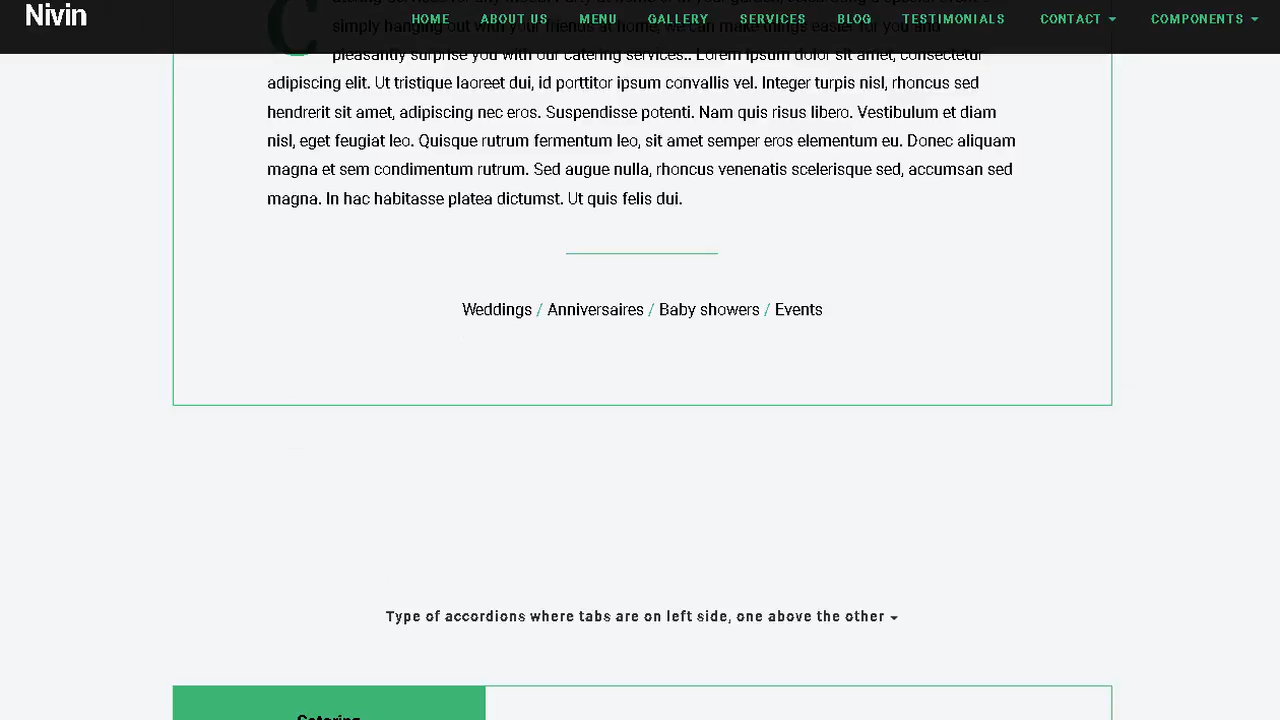 Nivin
HOME ABOUT US MENU GALLERY SERVICES BLOG TESTIMONIALS CONTACT COMPONENTS
simply hanging out with your friends at home, we can make things easier for you and
pleasantly surprise you with our catering services.. Lorem ipsum dolor sit amet, consectetur
adipiscing elit. Ut tristique laoreet dui, id porttitor ipsum convallis vel. Integer turpis nisl, rhoncus sed
hendrerit sit amet, adipiscing nec eros. Suspendisse potenti. Nam quis risus libero. Vestibulum et diam
nisl, eget feugiat leo. Quisque rutrum fermentum leo, sit amet semper eros elementum eu. Donec aliquam
magna et sem condimentum rutrum. Sed augue nulla, rhoncus venenatis scelerisque sed, accumsan sed
magna. In hac habitasse platea dictumst. Ut quis felis dui.
Weddings / Anniversaires / Baby showers / Events
Type of accordions where tabs are on left side, one above the other
Catering